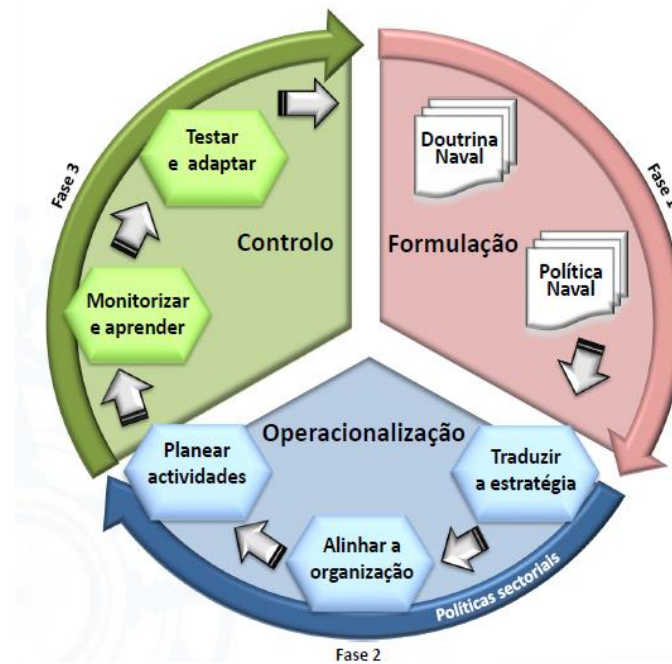 Fase 1
Formulação
Doutrina
Naval
Política
Naval
Operacionalização
Traduzir
a estratégia
Alinhar a
organização
Planear
actividades
Políticas sectoriais
Fase 2
Fase 3
Controlo
Monitorizar
e aprender
Testar
e adaptar